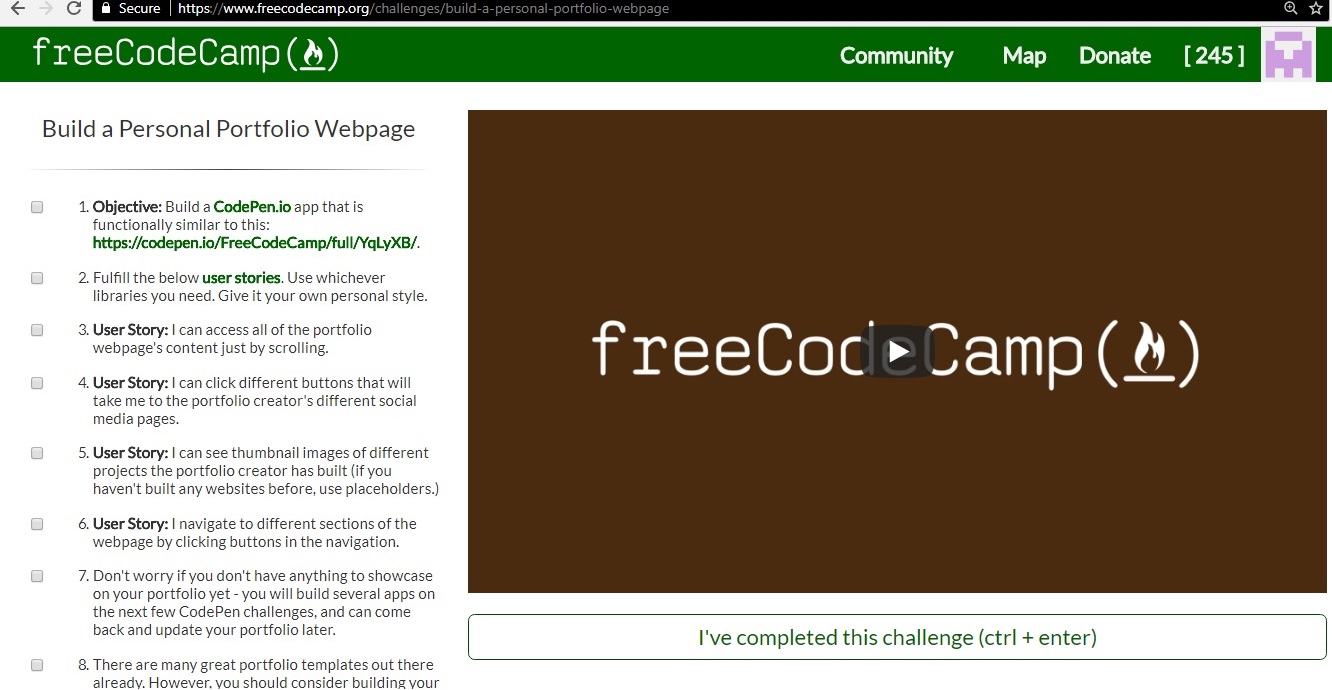 Secure https://www.freecodecamp.org/challenges/build-a-personal-portfolio-webpage
freeCodeCamp( )
Community Map Donate [ 245 ]
Build a Personal Portfolio Webpage
1. Objective: Build a CodePen.io app that is
functionally similar to this:
https://codepen.io/FreeCodeCamp/full/YqLyXB/.
2. Fulfill the below user stories. Use whichever
libraries you need. Give it your own personal style.
3. User Story: I can access all of the portfolio
webpage's content just by scrolling.
4. User Story: I can click different buttons that will
take me to the portfolio creator's different social
media pages.
5. User Story: I can see thumbnail images of different
projects the portfolio creator has built (if you
haven't built any websites before, use placeholders.)
6. User Story: I navigate to different sections of the
webpage by clicking buttons in the navigation.
7. Don't worry if you don't have anything to showcase
on your portfolio yet - you will build several apps on
the next few CodePen challenges, and can come
back and update your portfolio later.
8. There are many great portfolio templates out there
already. However, you should consider building your
freeCodeCamp( )
I've completed this challenge (ctrl + enter)